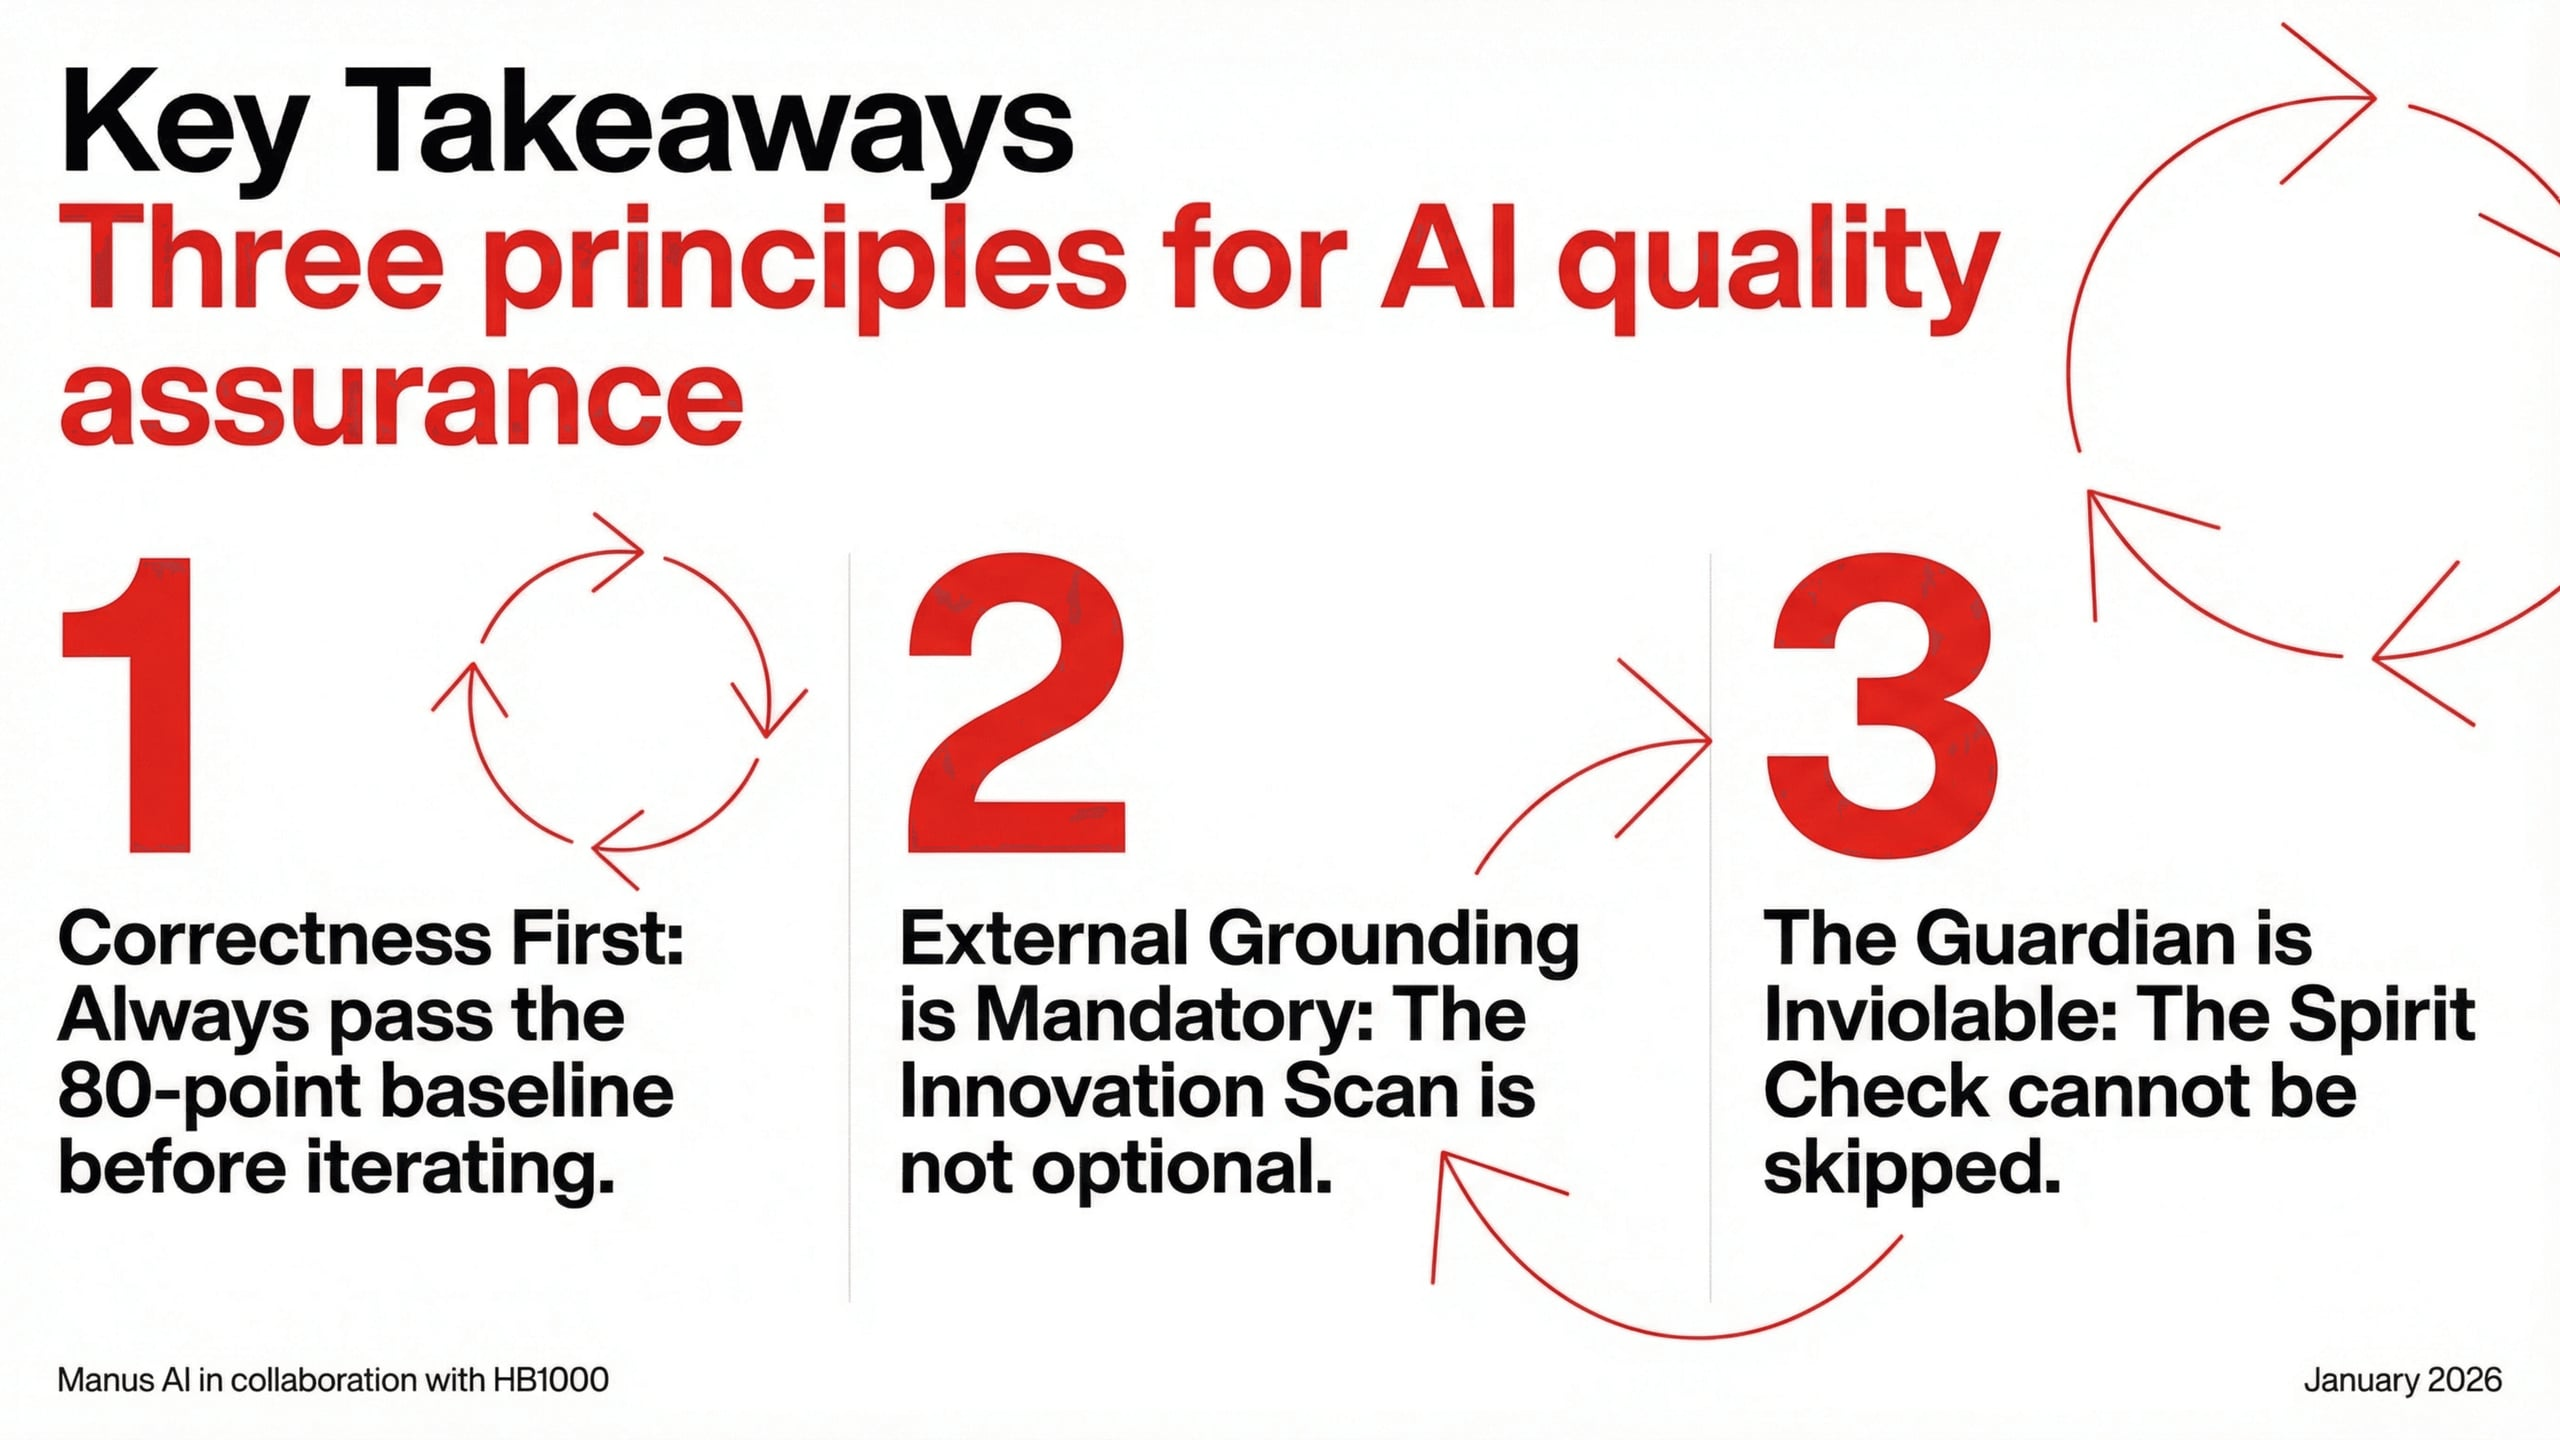 Key Takeaways
Three principles for AI quality
assurance
1
Correctness First:
Always pass the
80-point baseline
before iterating.
2
External Grounding
is Mandatory: The
Innovation Scan is
not optional.
3
The Guardian is
Inviolable: The Spirit
Check cannot be
skipped.
Manus AI in collaboration with HB1000
January 2026